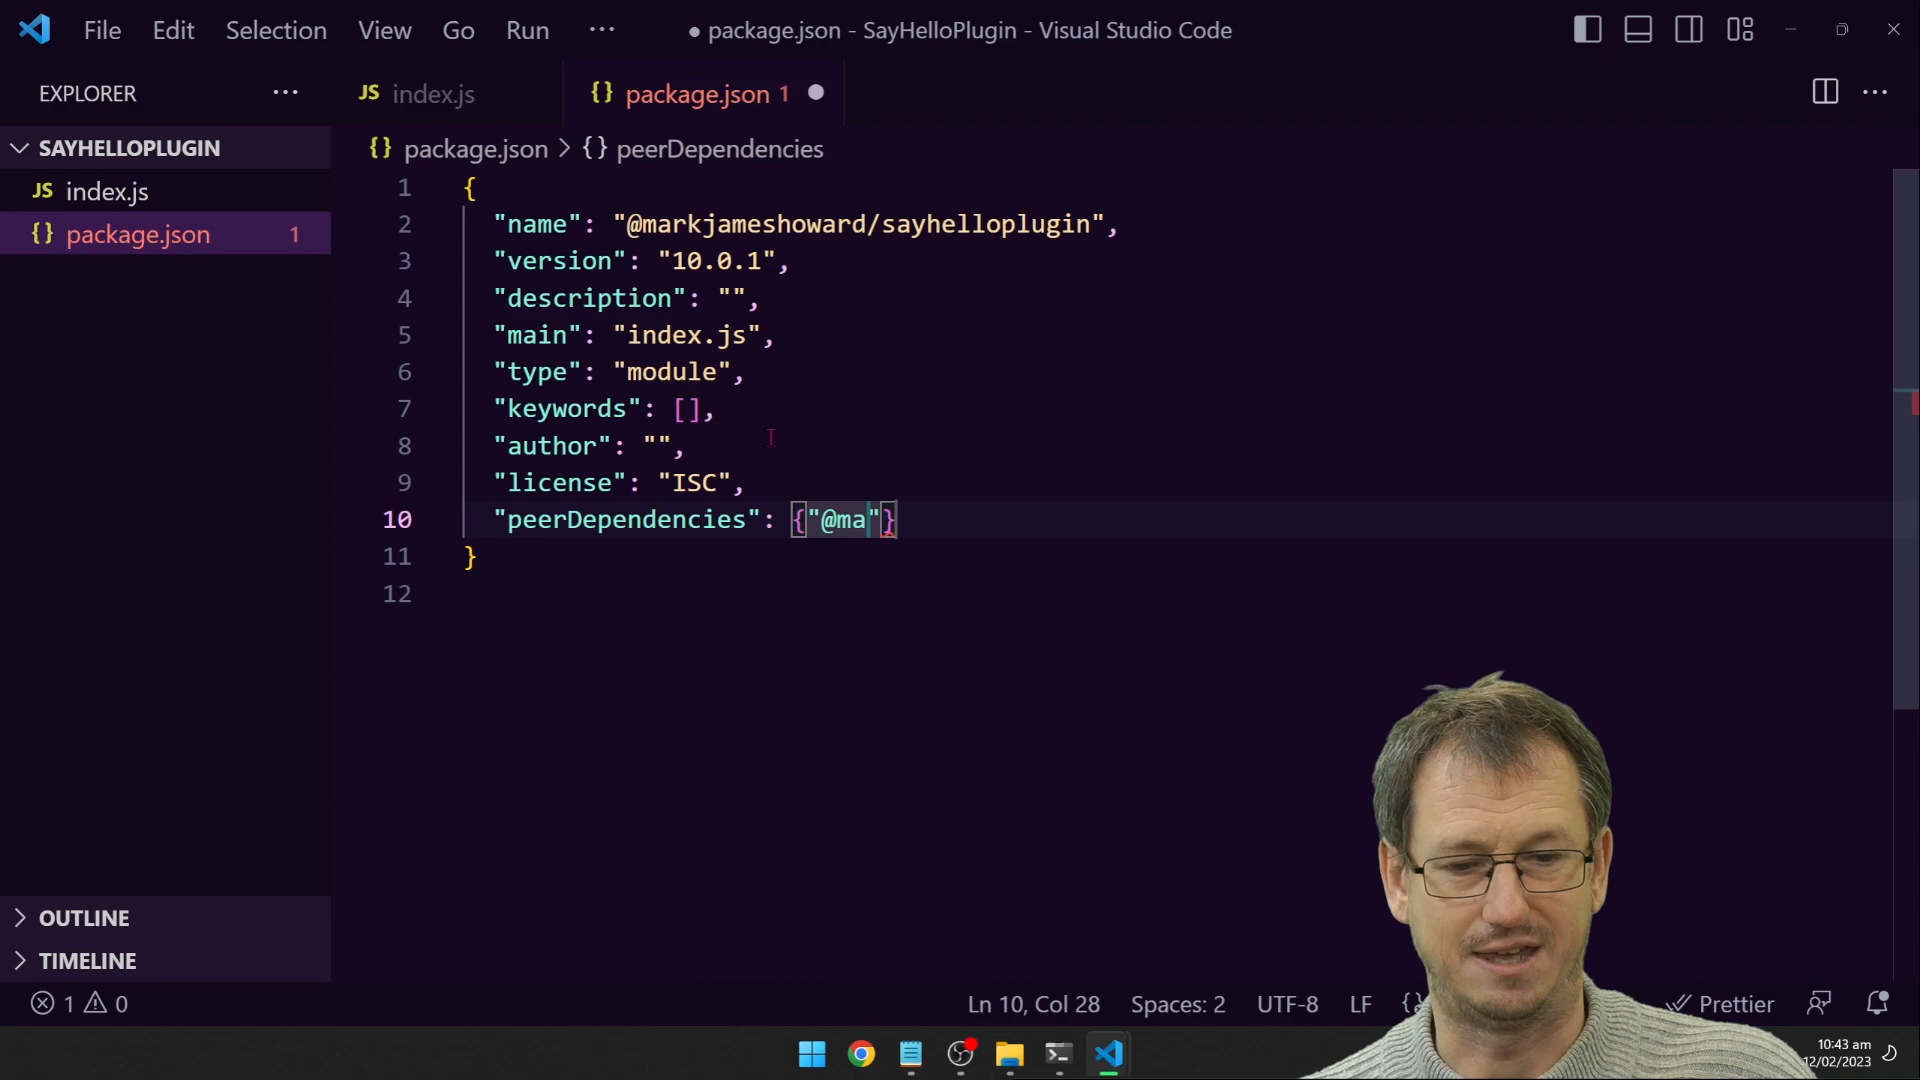 File Edit Selection View Go Run ··· ● package.json - SayHelloPlugin - Visual Studio Code
EXPLORER ···
JS index.js
{} package.json 1 ●
SAYHELLOPLUGIN
JS index.js
{} package.json 1
{} package.json > {} peerDependencies
1 {
2 "name": "@markjameshoward/sayhelloplugin",
3 "version": "10.0.1",
4 "description": "",
5 "main": "index.js",
6 "type": "module",
7 "keywords": [],
8 "author": "",
9 "license": "ISC",
10 "peerDependencies": {"@ma"}
11 }
12
OUTLINE
TIMELINE
1 0
Ln 10, Col 28 Spaces: 2 UTF-8 LF Prettier
10:43 am
12/02/2023